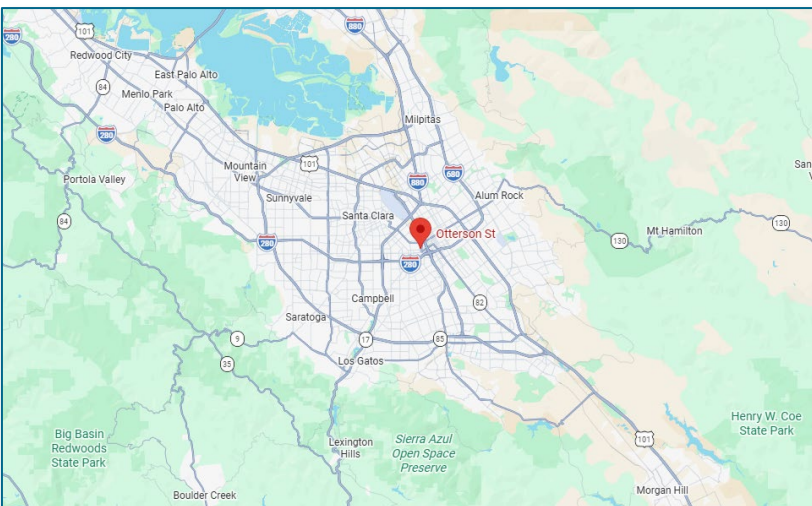 280
101
880
Redwood City
East Palo Alto
84
Menlo Park
Palo Alto
280
Milpitas
Mountain
View
101
880
680
Portola Valley
Sunnyvale
Alum Rock
Santa Clara
84
Otterson St
280
280
130
Mt Hamilton
130
San
Campbell
82
Saratoga
9
17
85
35
Los Gatos
Big Basin
Redwoods
State Park
Lexington
Hills
Sierra Azul
Open Space
Preserve
101
Henry W. Coe
State Park
Boulder Creek
Morgan Hill